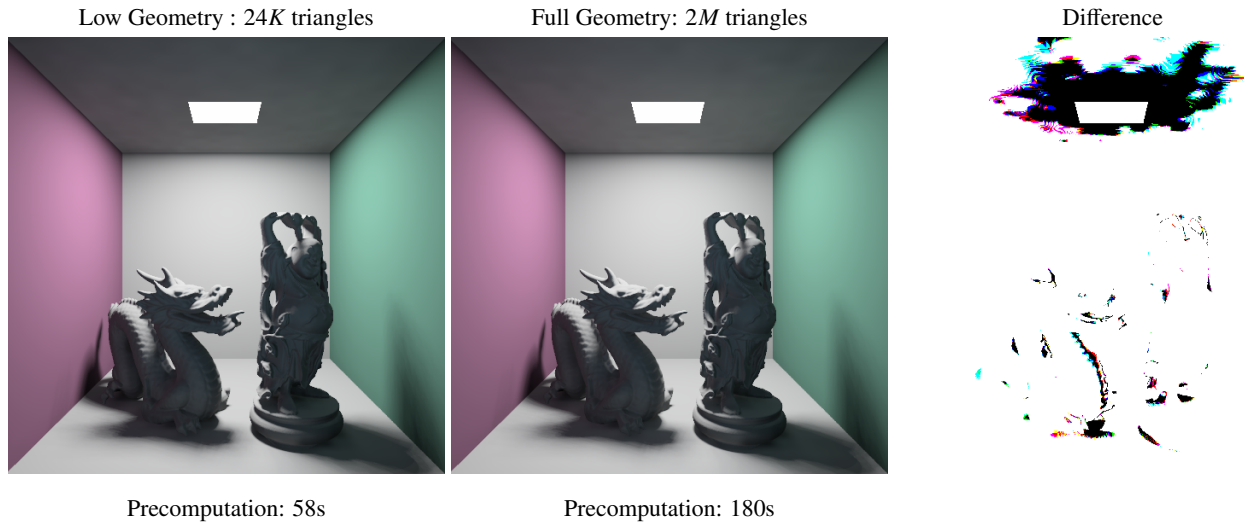 Low Geometry : 24K triangles
Full Geometry: 2M triangles
Difference
Precomputation: 58s
Precomputation: 180s